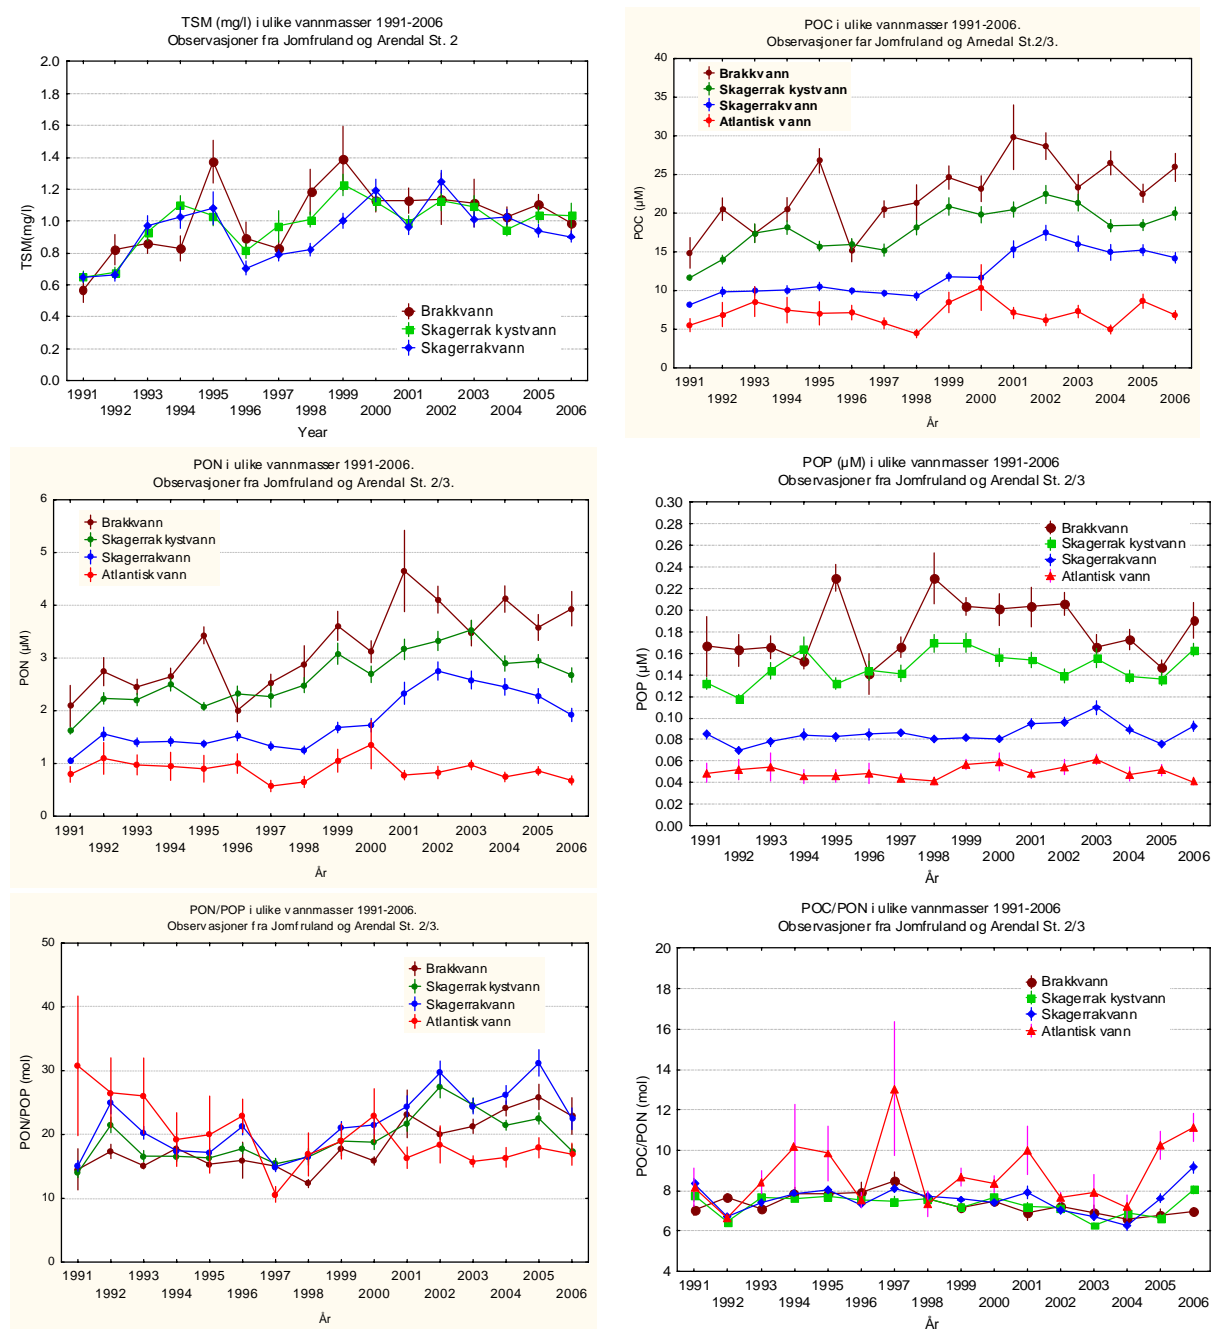 TSM (mg/l) i ulike vannmasser 1991-2006
Observasjoner fra Jomfruland og Arendal St. 2
2.0
1.8
1.6
1.4
1.2
1.0
0.8
0.6
0.4
0.2
0.0
TSM(mg/l)
Brakkvann
Skagerrak kystvann
Skagerrakvann
1991 1993 1995 1997 1999 2001 2003 2005
1992 1994 1996 1998 2000 2002 2004 2006
Year
POC i ulike vannmasser 1991-2006.
Observasjoner far Jomfruland og Arnedal St.2/3.
40
35
30
25
20
15
10
5
0
POC (µM)
Brakkvann
Skagerrak kystvann
Skagerrakvann
Atlantisk vann
1991 1993 1995 1997 1999 2001 2003 2005
1992 1994 1996 1998 2000 2002 2004 2006
År
PON i ulike vannmasser 1991-2006.
Observasjoner fra Jomfruland og Arendal St. 2/3.
6
5
4
3
2
1
0
PON (µM)
Brakkvann
Skagerrak kystvann
Skagerrakvann
Atlantisk vann
1991 1993 1995 1997 1999 2001 2003 2005
1992 1994 1996 1998 2000 2002 2004 2006
År
POP (µM) i ulike vannmasser 1991-2006
Observasjoner fra Jomfruland og Arendal St. 2/3
0.30
0.28
0.26
0.24
0.22
0.20
0.18
0.16
0.14
0.12
0.10
0.08
0.06
0.04
0.02
0.00
POP (µM)
Brakkvann
Skagerrak kystvann
Skagerrakvann
Atlantisk vann
1991 1993 1995 1997 1999 2001 2003 2005
1992 1994 1996 1998 2000 2002 2004 2006
År
PON/POP i ulike vannmasser 1991-2006.
Observasjoner fra Jomfruland og Arendal St. 2/3.
50
40
30
20
10
0
PON/POP (mol)
Brakkvann
Skagerrak kystvann
Skagerrakvann
Atlantisk vann
1991 1993 1995 1997 1999 2001 2003 2005
1992 1994 1996 1998 2000 2002 2004 2006
År
POC/PON i ulike vannmasser 1991-2006
Observasjoner fra Jomfruland og Arendal St. 2/3
20
18
16
14
12
10
8
6
4
POC/PON (mol)
Brakkvann
Skagerrak kystvann
Skagerrakvann
Atlantisk vann
1991 1993 1995 1997 1999 2001 2003 2005
1992 1994 1996 1998 2000 2002 2004 2006
År